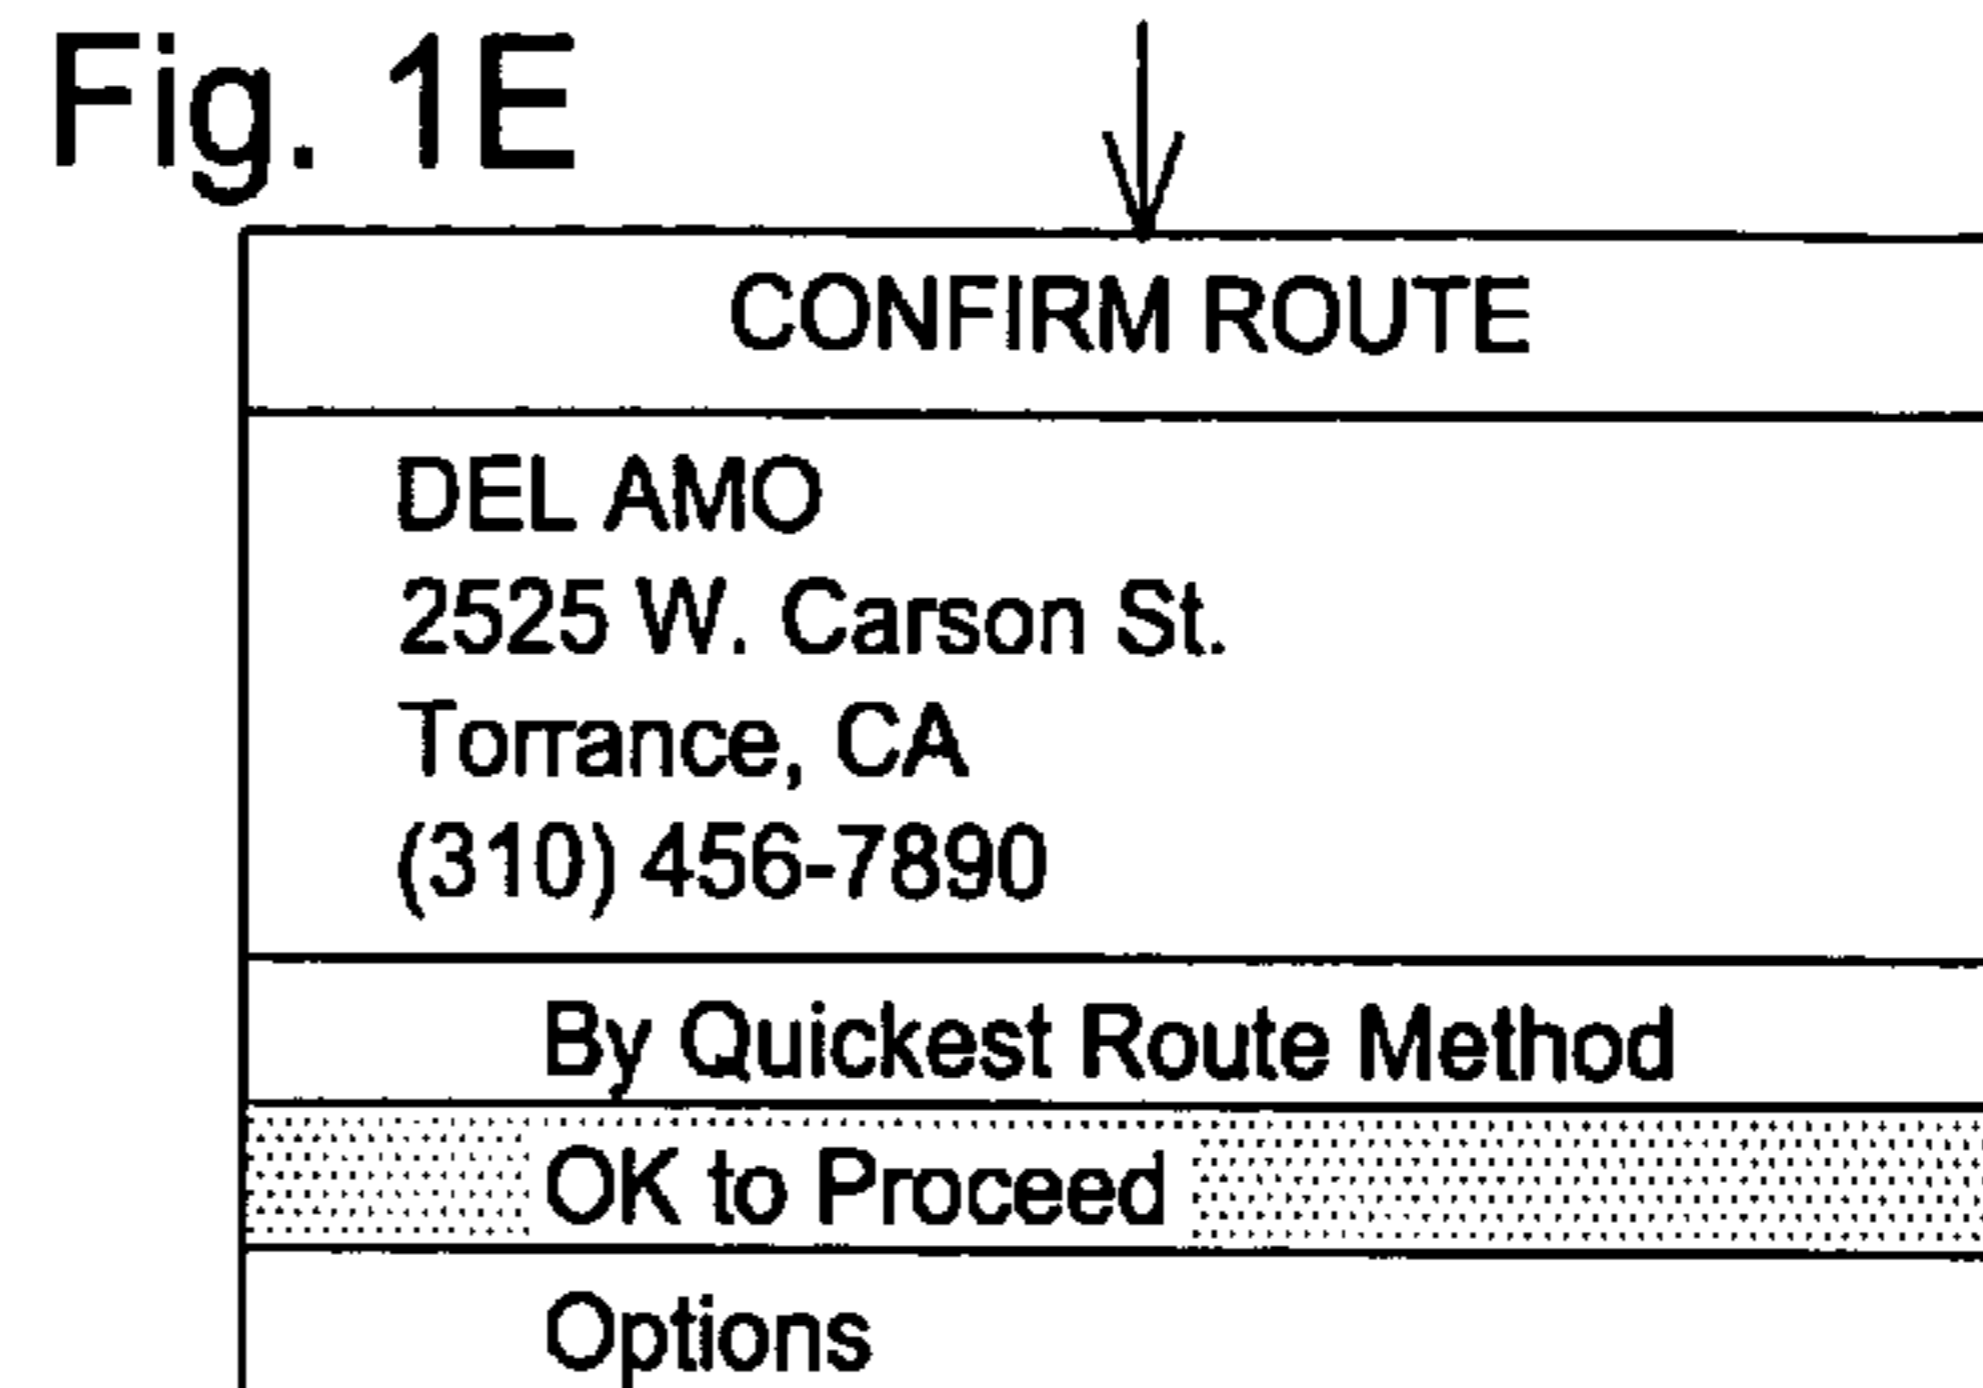 Fig. 1E
CONFIRM ROUTE
DEL AMO
2525 W. Carson St.
Torrance, CA
(310) 456-7890
By Quickest Route Method
OK to Proceed
Options